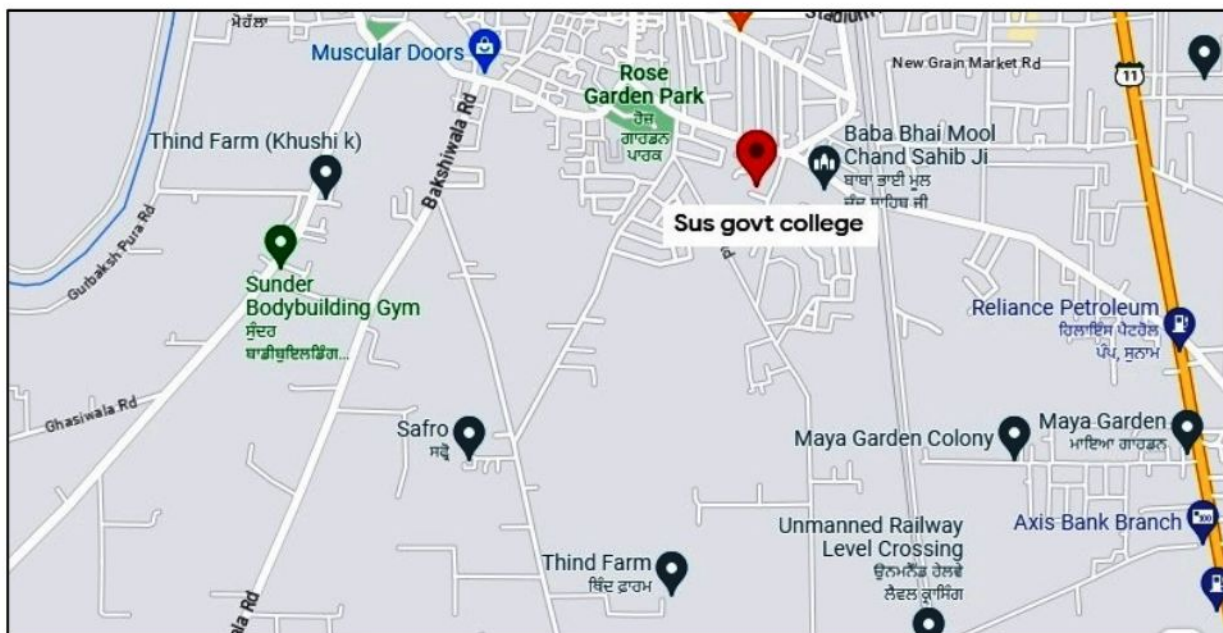 ਮੋਹੱਲਾ
Muscular Doors
Rose
Garden Park
ਰੋਜ਼
ਗਾਰਡਨ
ਪਾਰਕ
New Grain Market Rd
11
Thind Farm (Khushi k)
Bakshiwala Rd
Baba Bhai Mool
Chand Sahib Ji
ਬਾਬਾ ਭਾਈ ਮੂਲ
ਚੰਦ ਸਾਹਿਬ ਜੀ
Sus govt college
Gurbaksh Pura Rd
Sunder
Bodybuilding Gym
ਸੁੰਦਰ
ਬਾਡੀਬੁਇਲਡਿੰਗ...
Reliance Petroleum
ਰਿਲਾਇੰਸ ਪੈਟਰੋਲ
ਪੰਪ, ਸੁਨਾਮ
Ghasiwala Rd
Safro
ਸਫ੍ਰੋ
Maya Garden Colony
Maya Garden
ਮਾਇਆ ਗਾਰਡਨ
Axis Bank Branch
Unmanned Railway
Level Crossing
ਉਨਮਨੈਂਡ ਰੇਲਵੇ
ਲੈਵਲ ਕ੍ਰਾਸਿੰਗ
Thind Farm
ਥਿੰਦ ਫ਼ਾਰਮ